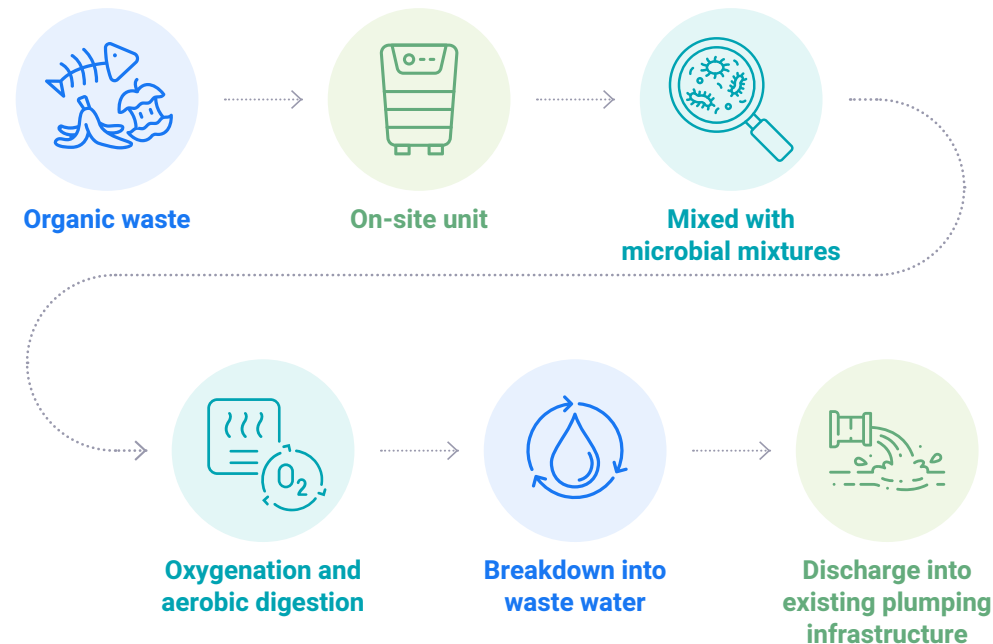 Organic waste
On-site unit
Mixed with
microbial mixtures
O2
Oxygenation and
aerobic digestion
Breakdown into
waste water
Discharge into
existing plumping
infrastructure